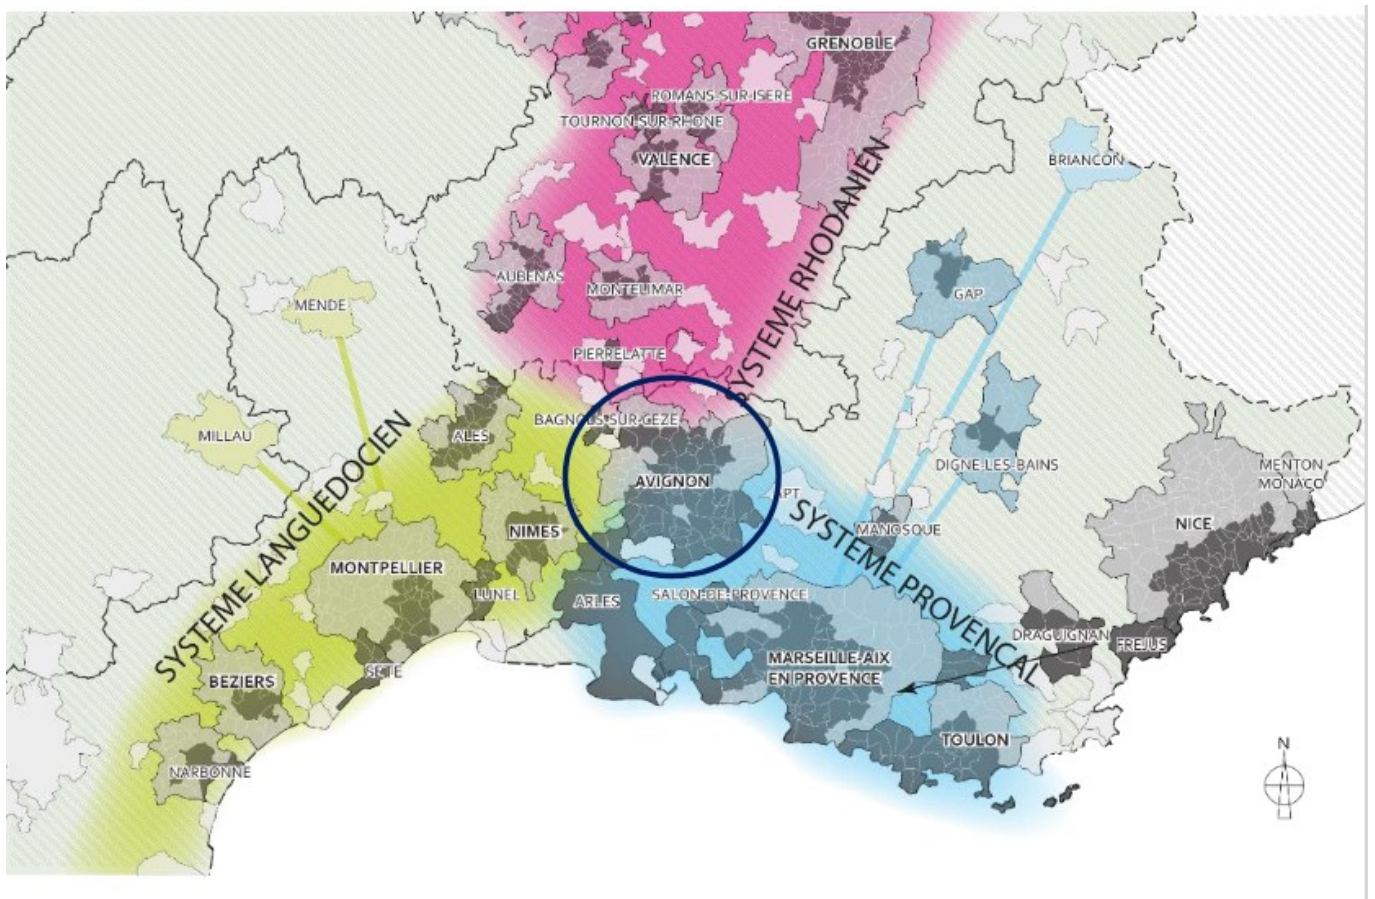 GRENOBLE
ROMANS-SUR-ISERE
TOURNON-SUR-RHONE
VALENCE
BRIANCON
SYSTEME RHODANIEN
AUBENAS
MONTELIMAR
GAP
MENDE
PIERRELATTE
BAGNOLS-SUR-CEZE
MILLAU
ALES
SYSTEME LANGUEDOCIEN
AVIGNON
APT
DIGNE-LES-BAINS
MENTON
MONACO
NICE
NIMES
MANOSQUE
SYSTEME PROVENCAL
MONTPELLIER
LUNEL
ARLES
SALON-DE-PROVENCE
DRAGUIGNAN
FREJUS
SETE
BEZIERS
MARSEILLE-AIX
EN PROVENCE
TOULON
NARBONNE
N